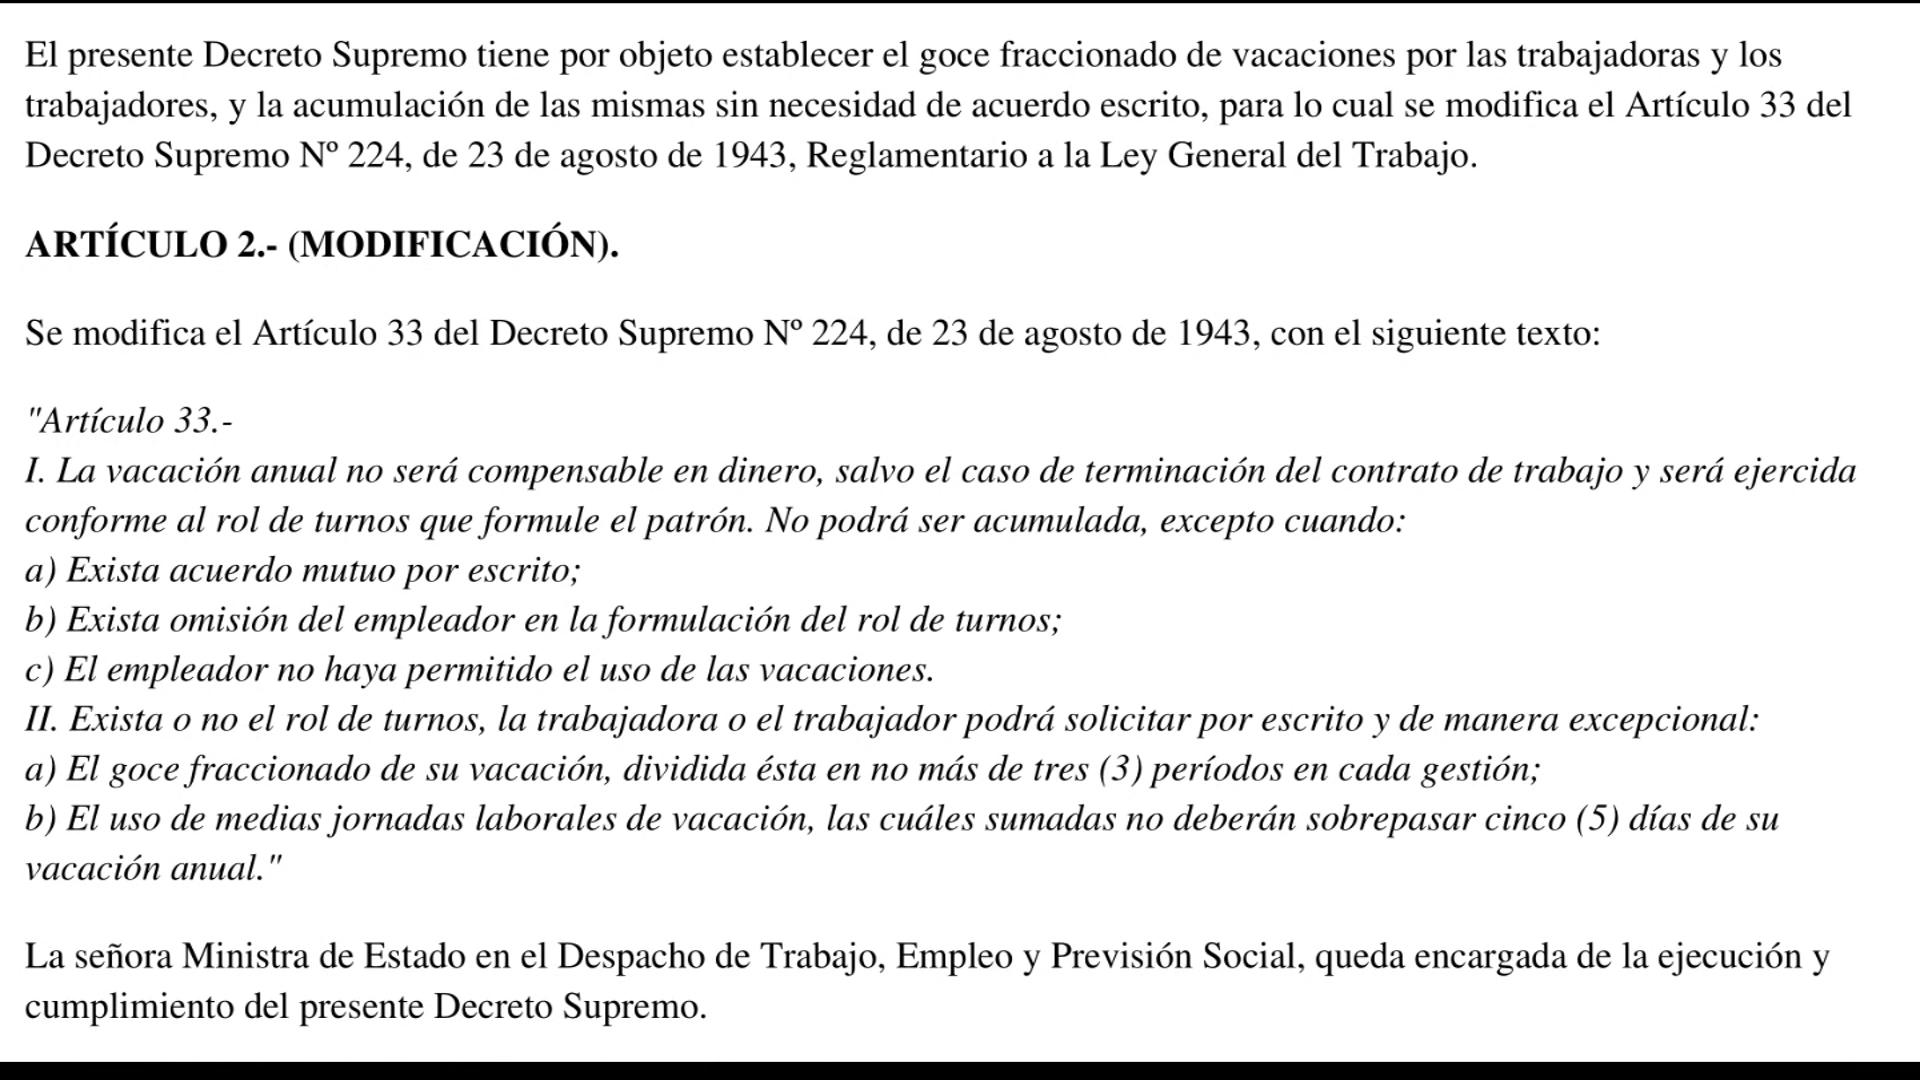 El presente Decreto Supremo tiene por objeto establecer el goce fraccionado de vacaciones por las trabajadoras y los
trabajadores, y la acumulación de las mismas sin necesidad de acuerdo escrito, para lo cual se modifica el Artículo 33 del
Decreto Supremo Nº 224, de 23 de agosto de 1943, Reglamentario a la Ley General del Trabajo.
ARTÍCULO 2.- (MODIFICACIÓN).
Se modifica el Artículo 33 del Decreto Supremo Nº 224, de 23 de agosto de 1943, con el siguiente texto:
"Artículo 33.-
I. La vacación anual no será compensable en dinero, salvo el caso de terminación del contrato de trabajo y será ejercida
conforme al rol de turnos que formule el patrón. No podrá ser acumulada, excepto cuando:
a) Exista acuerdo mutuo por escrito;
b) Exista omisión del empleador en la formulación del rol de turnos;
c) El empleador no haya permitido el uso de las vacaciones.
II. Exista o no el rol de turnos, la trabajadora o el trabajador podrá solicitar por escrito y de manera excepcional:
a) El goce fraccionado de su vacación, dividida ésta en no más de tres (3) períodos en cada gestión;
b) El uso de medias jornadas laborales de vacación, las cuáles sumadas no deberán sobrepasar cinco (5) días de su
vacación anual."
La señora Ministra de Estado en el Despacho de Trabajo, Empleo y Previsión Social, queda encargada de la ejecución y
cumplimiento del presente Decreto Supremo.